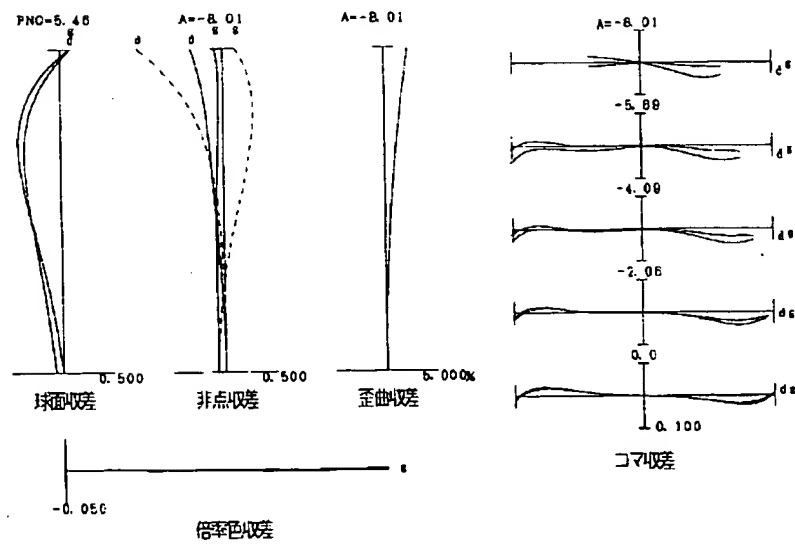 FNO=5.46
g
d
0.500
球面収差
A=-8.01
d d g g
0.500
非点収差
A=-8.01
5.000%
歪曲収差
A=-8.01
d g
-5.89
d g
-4.09
d g
-2.06
d g
0.0
d g
0.100
コマ収差
g
-0.050
倍率色収差